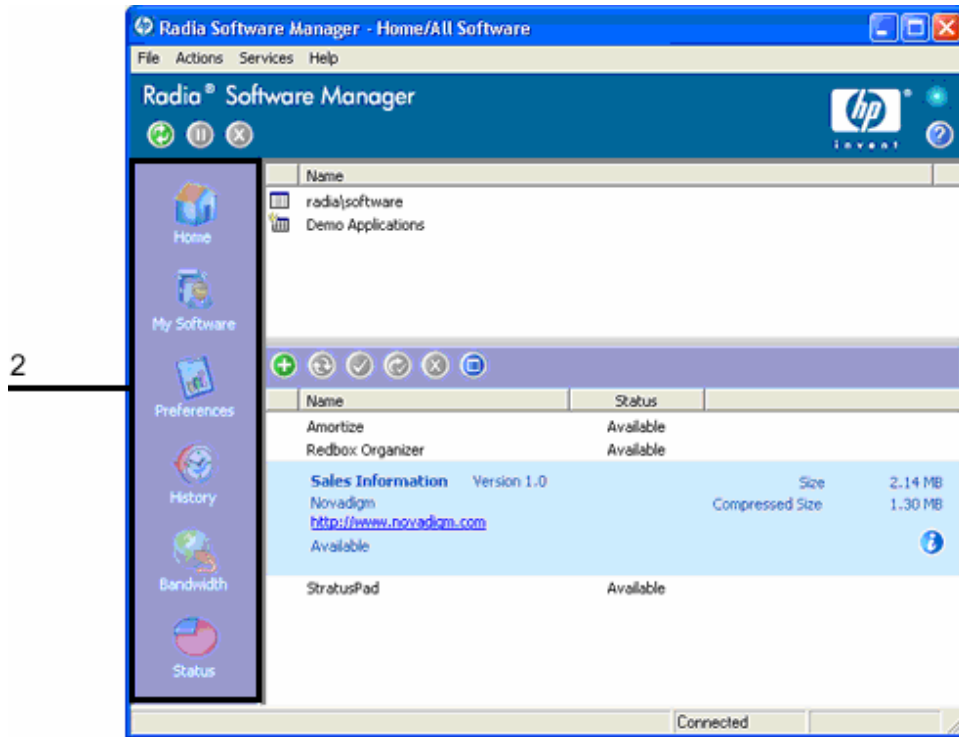 Radia Software Manager - Home/All Software
File Actions Services Help
Radia® Software Manager
hp®
invent
?
2
Home
My Software
Preferences
History
Bandwidth
Status
Name
radia\software
Demo Applications
Name Status
Amortize Available
Redbox Organizer Available
Sales Information Version 1.0 Size 2.14 MB
Novadigm Compressed Size 1.30 MB
http://www.novadigm.com
Available
i
StratusPad Available
Connected